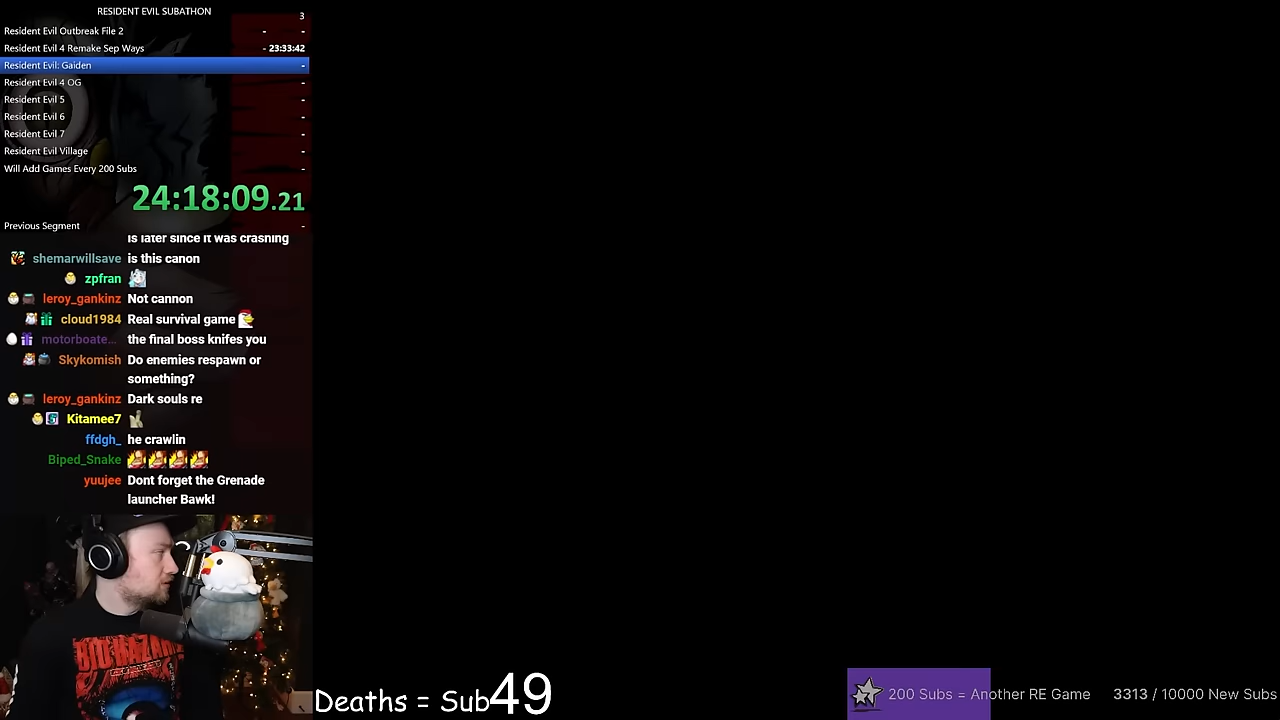 RESIDENT EVIL SUBATHON
3
Resident Evil Outbreak File 2 - -
Resident Evil 4 Remake Sep Ways - 23:33:42
Resident Evil: Gaiden -
Resident Evil 4 OG -
Resident Evil 5 -
Resident Evil 6 -
Resident Evil 7 -
Resident Evil Village -
Will Add Games Every 200 Subs -
24:18:09.21
Previous Segment -
is later since it was crashing
shemarwillsave is this canon
zpfran
leroy_gankinz Not cannon
cloud1984 Real survival game
motorboate... the final boss knifes you
Skykomish Do enemies respawn or
something?
leroy_gankinz Dark souls re
Kitamee7
ffdgh_ he crawlin
Biped_Snake
yuujee Dont forget the Grenade
launcher Bawk!
BIOHAZARD
Deaths = Sub49
200 Subs = Another RE Game 3313 / 10000 New Subs